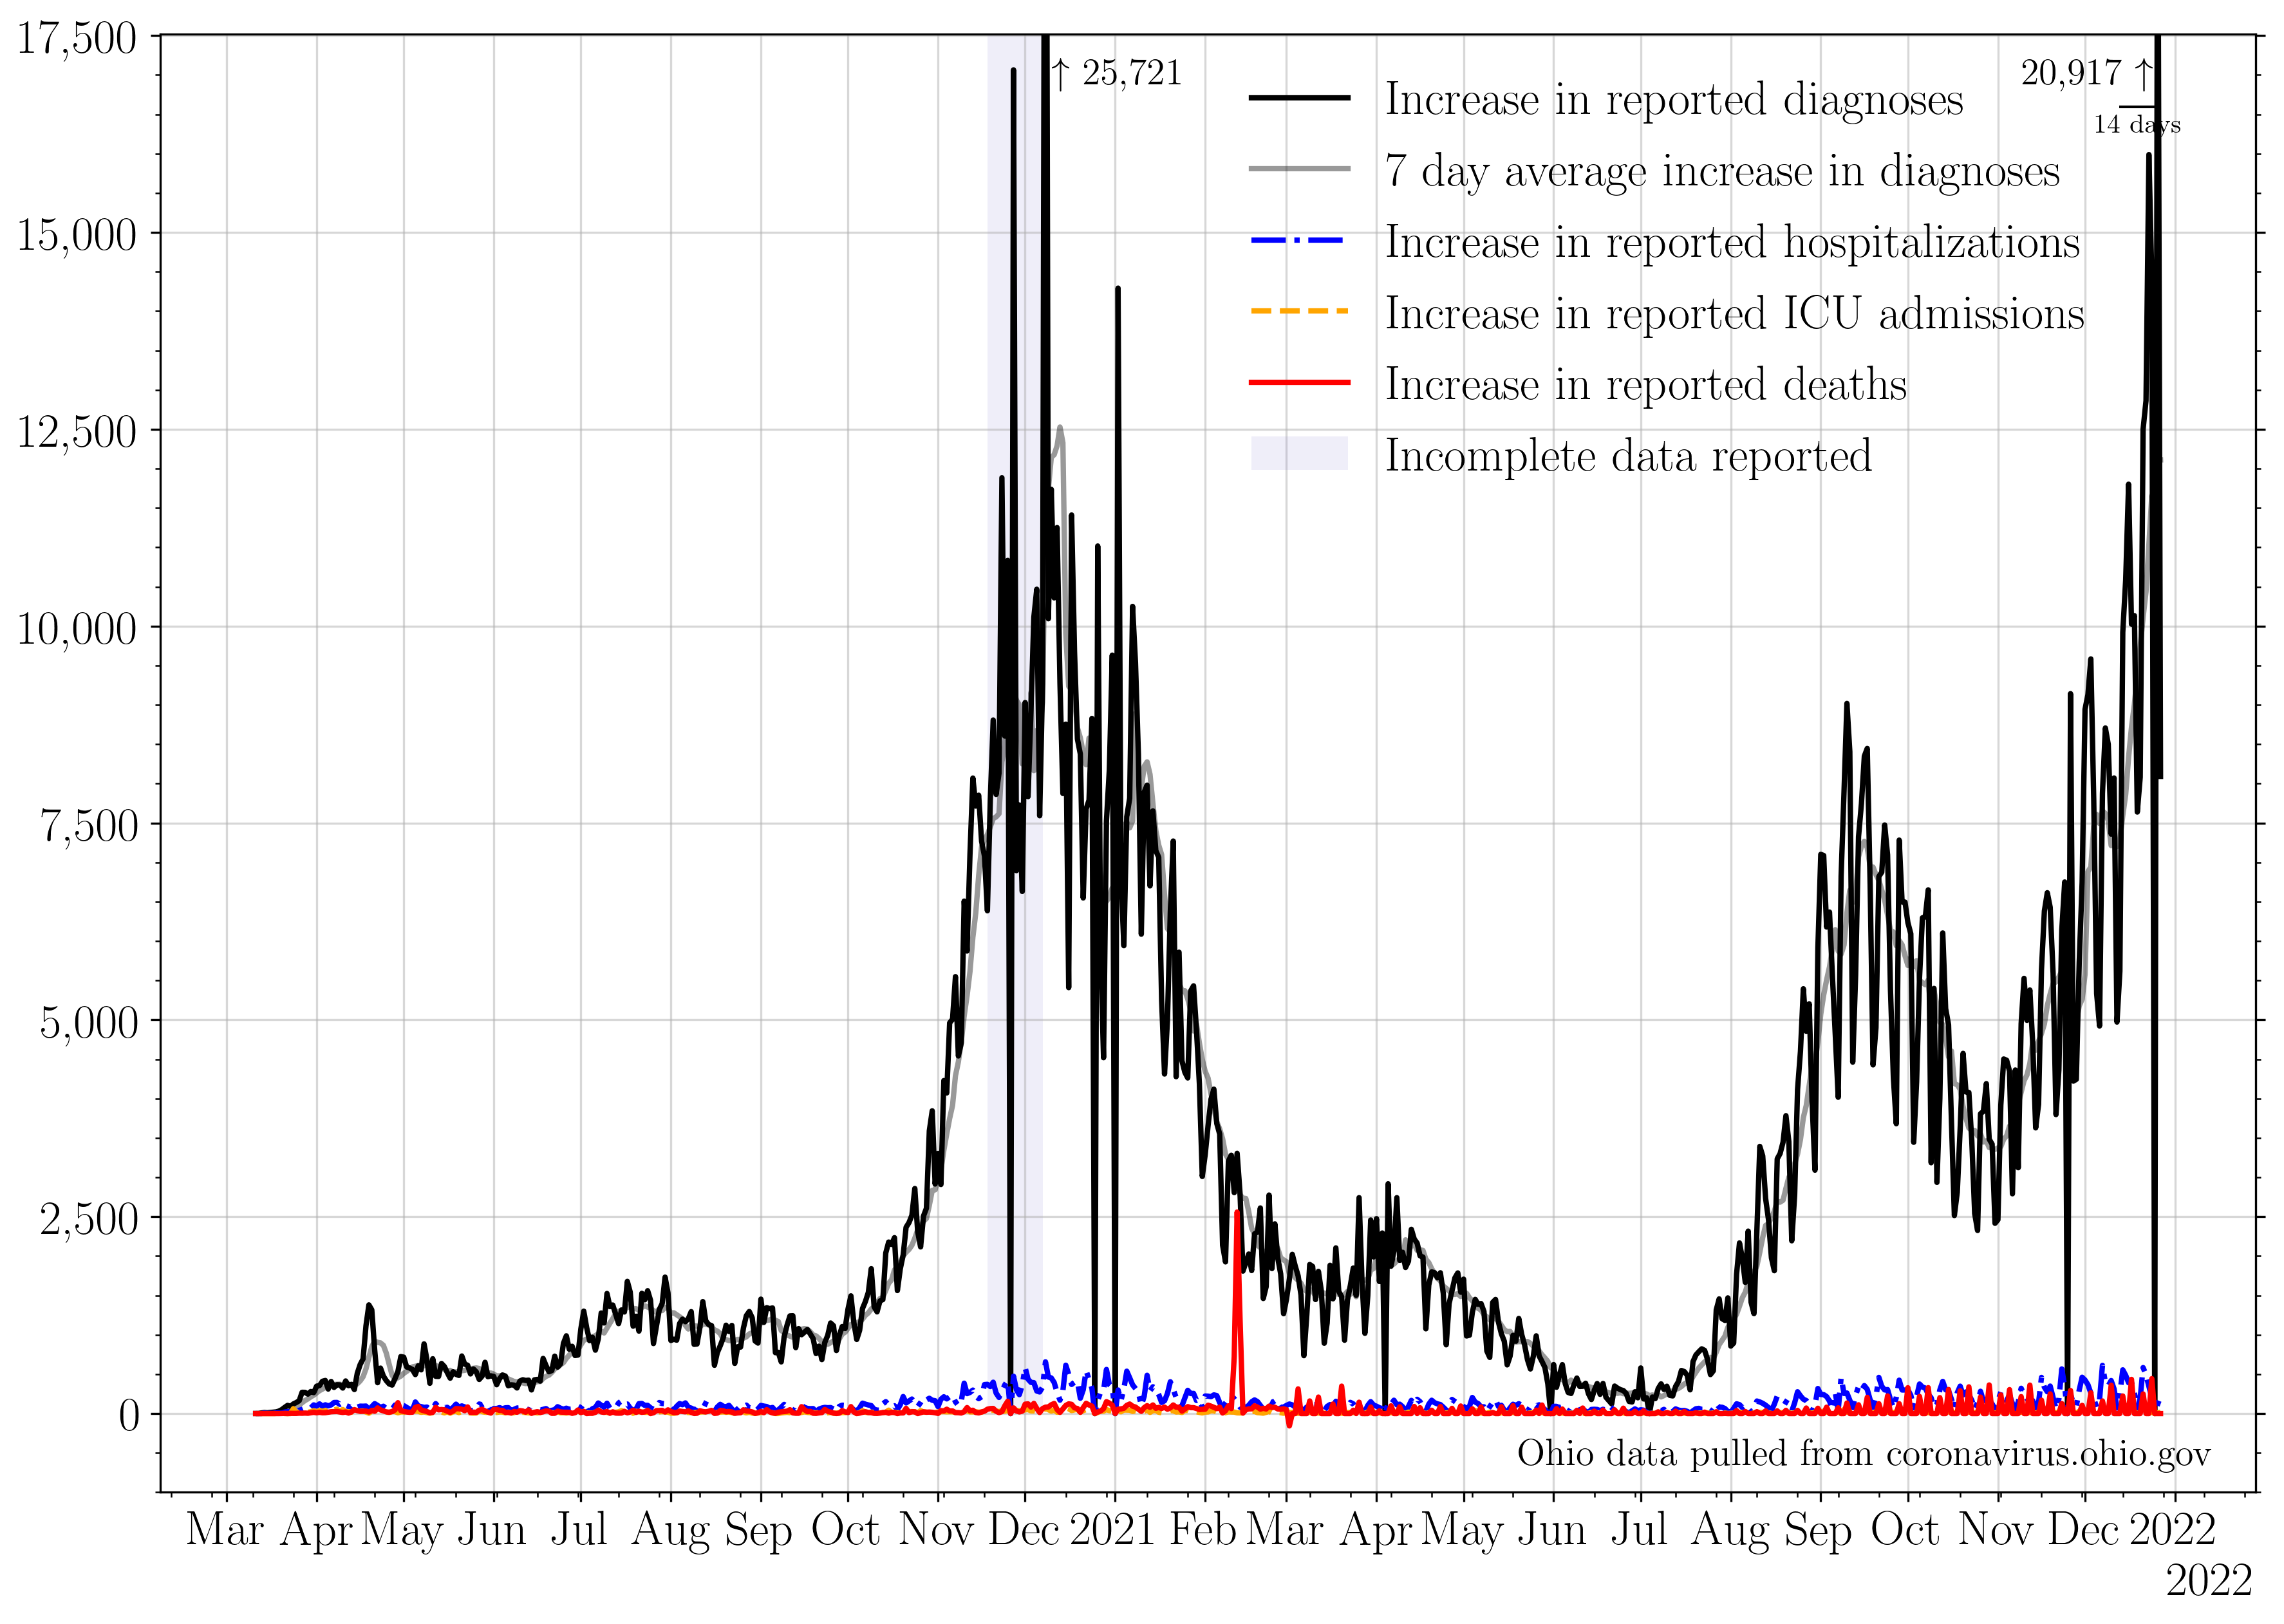 17,500
15,000
12,500
10,000
7,500
5,000
2,500
0
↑ 25,721
20,917 ↑
14 days
Increase in reported diagnoses
7 day average increase in diagnoses
Increase in reported hospitalizations
Increase in reported ICU admissions
Increase in reported deaths
Incomplete data reported
Ohio data pulled from coronavirus.ohio.gov
Mar Apr May Jun Jul Aug Sep Oct Nov Dec 2021 Feb Mar Apr May Jun Jul Aug Sep Oct Nov Dec 2022
2022